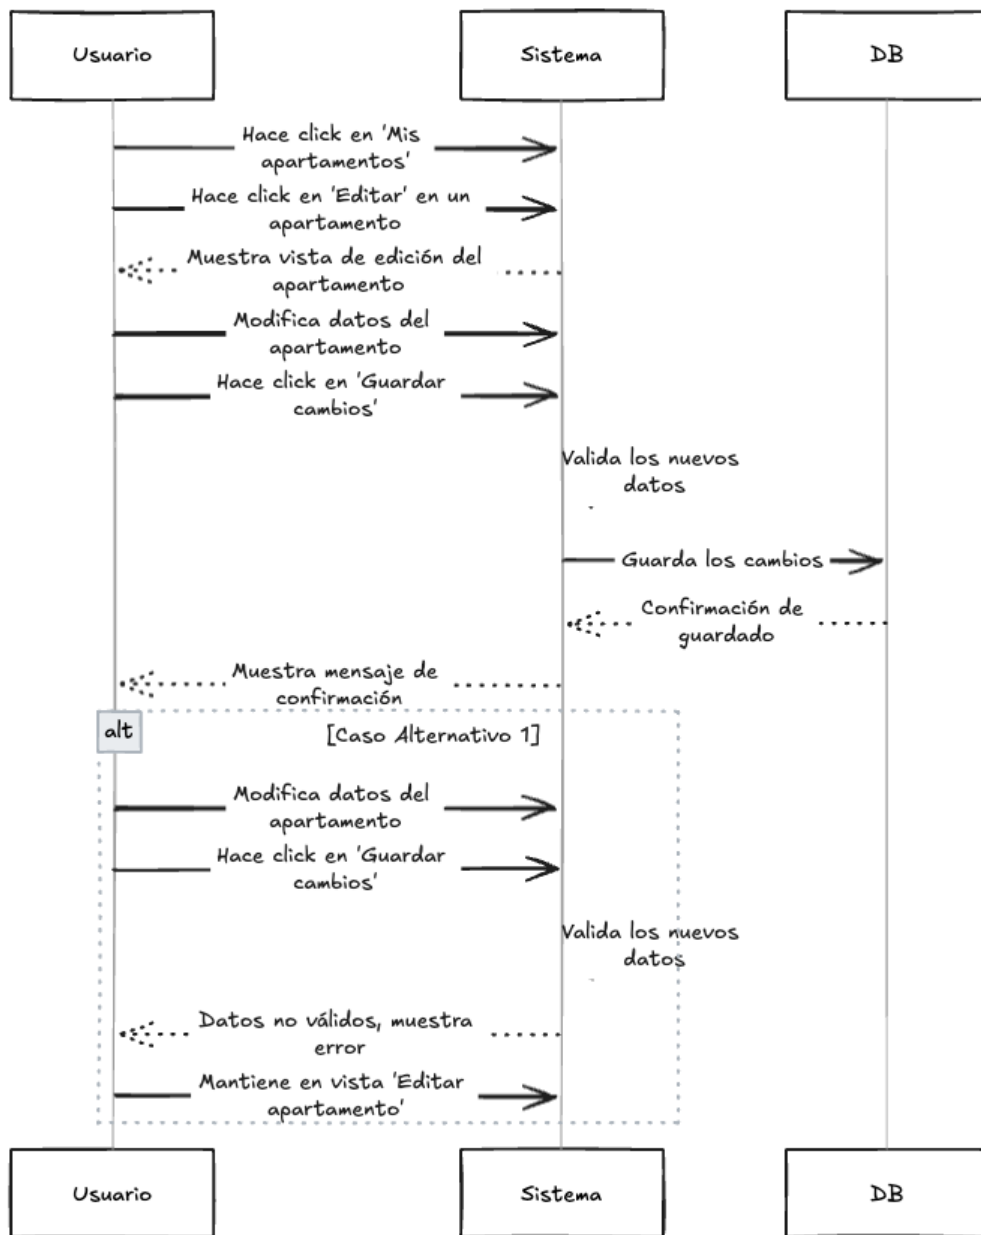 Usuario
Sistema
DB
Hace click en 'Mis
apartamentos'
Hace click en 'Editar' en un
apartamento
Muestra vista de edición del
apartamento
Modifica datos del
apartamento
Hace click en 'Guardar
cambios'
Valida los nuevos
datos
Guarda los cambios
Confirmación de
guardado
Muestra mensaje de
confirmación
alt
[Caso Alternativo 1]
Modifica datos del
apartamento
Hace click en 'Guardar
cambios'
Valida los nuevos
datos
Datos no válidos, muestra
error
Mantiene en vista 'Editar
apartamento'
Usuario
Sistema
DB